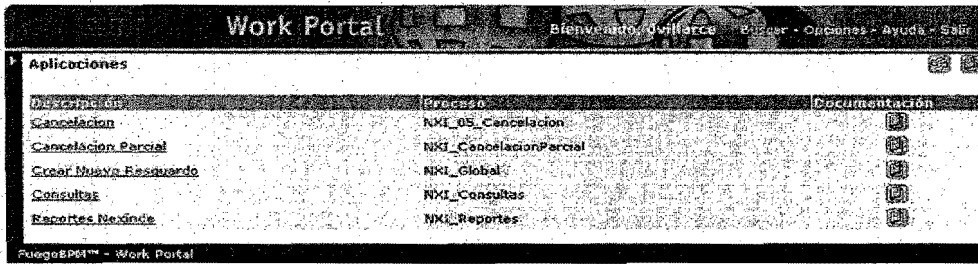 Work Portal
Bienvenido, dvillarce Buscar - Opciones - Ayuda - Salir
Aplicaciones
Descripción Proceso Documentación
Cancelacion NXI_05_Cancelacion
Cancelacion Parcial NXI_CancelacionParcial
Crear Nuevo Resguardo NXI_Global
Consultas NXI_Consultas
Reportes Nexinde NXI_Reportes
FuegoBPM™ - Work Portal